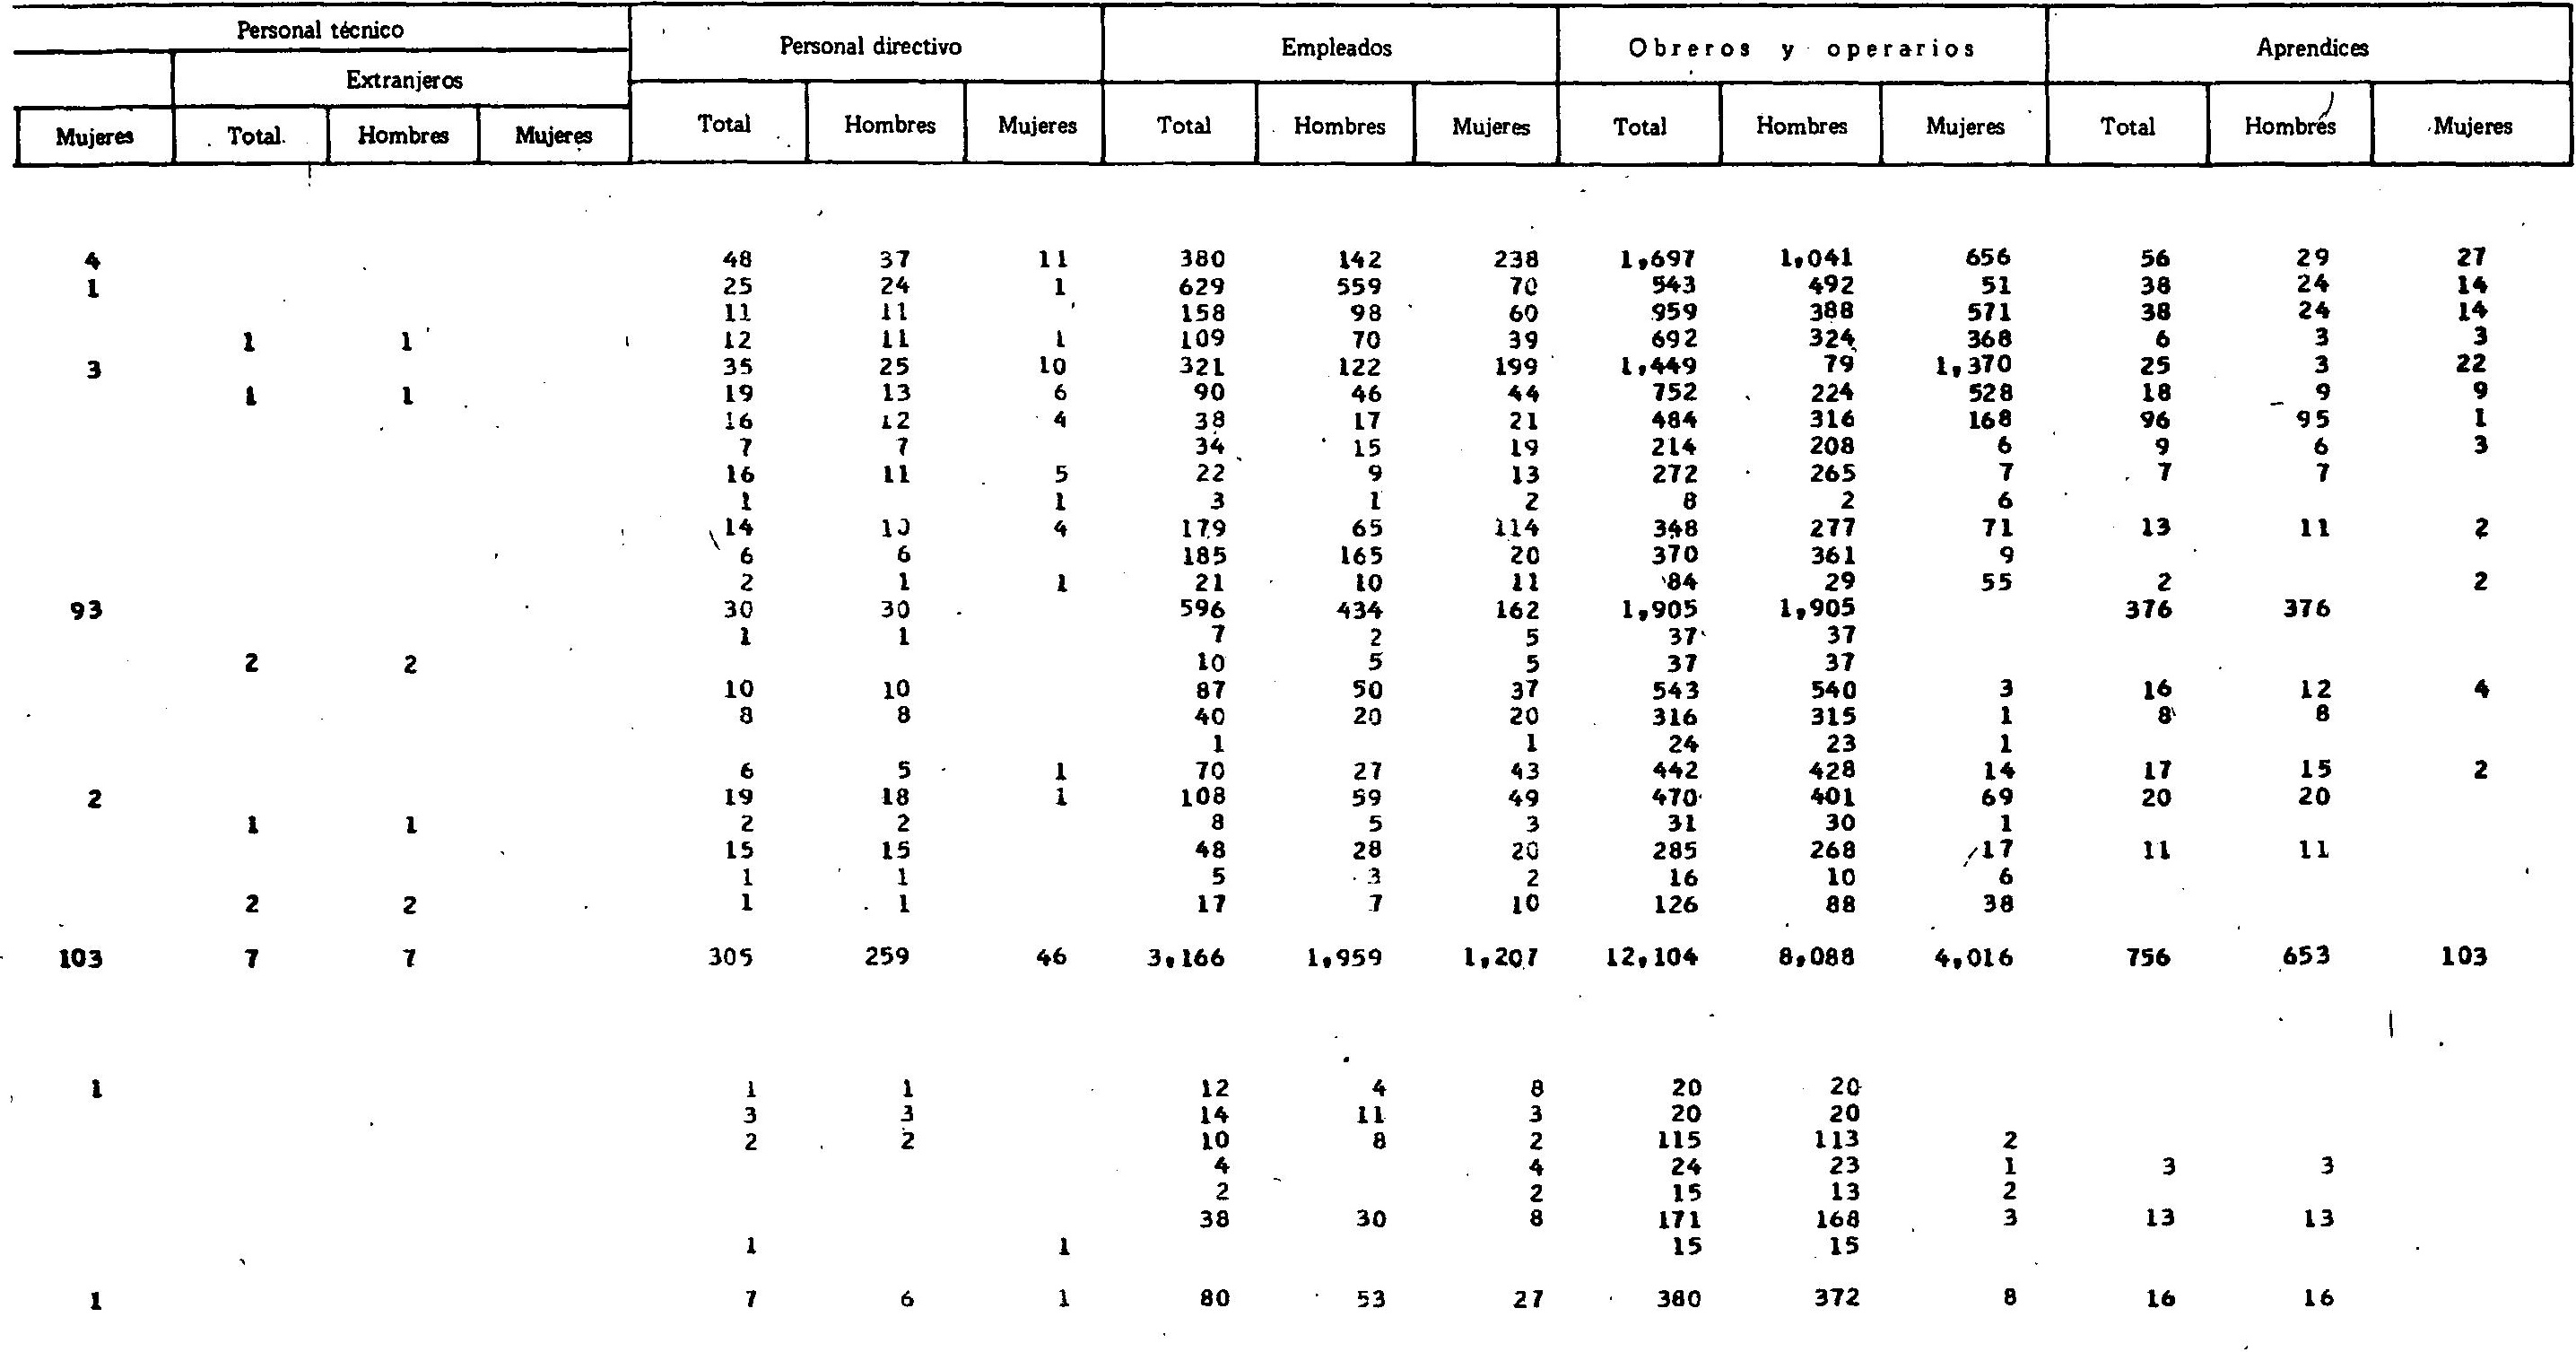 Personal técnico
Personal directivo Empleados Obreros y operarios Aprendices
Extranjeros
Mujeres Total Hombres Mujeres Total Hombres Mujeres Total Hombres Mujeres Total Hombres Mujeres Total Hombres Mujeres
4 48 37 11 380 142 238 1,697 1,041 656 56 29 27
1 25 24 1 629 559 70 543 492 51 38 24 14
11 11 158 98 60 959 388 571 38 24 14
1 1 12 11 1 109 70 39 692 324 368 6 3 3
3 35 25 10 321 122 199 1,449 79 1,370 25 3 22
1 1 19 13 6 90 46 44 752 224 528 18 9 9
16 12 4 38 17 21 484 316 168 96 95 1
7 7 34 15 19 214 208 6 9 6 3
16 11 5 22 9 13 272 265 7 7 7
1 1 3 1 2 8 2 6
14 10 4 179 65 114 348 277 71 13 11 2
6 6 185 165 20 370 361 9
2 1 1 21 10 11 84 29 55 2 2
93 30 30 596 434 162 1,905 1,905 376 376
1 1 7 2 5 37 37
2 2 10 5 5 37 37
10 10 87 50 37 543 540 3 16 12 4
8 8 40 20 20 316 315 1 8 8
1 1 24 23 1
6 5 1 70 27 43 442 428 14 17 15 2
2 19 18 1 108 59 49 470 401 69 20 20
1 1 2 2 8 5 3 31 30 1
15 15 48 28 20 285 268 17 11 11
1 1 5 3 2 16 10 6
2 2 1 1 17 7 10 126 88 38
103 7 7 305 259 46 3,166 1,959 1,207 12,104 8,088 4,016 756 653 103
1 1 1 12 4 8 20 20
3 3 14 11 3 20 20
2 2 10 8 2 115 113 2
4 4 24 23 1 3 3
2 2 15 13 2
38 30 8 171 168 3 13 13
1 1 15 15
1 7 6 1 80 53 27 380 372 8 16 16